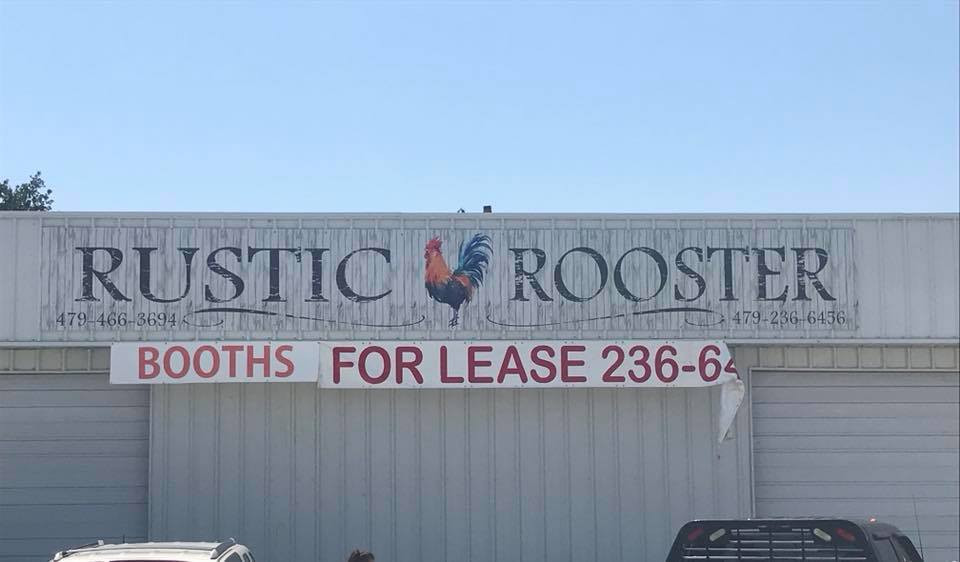 RUSTIC ROOSTER
479-466-3694 479-236-6456
BOOTHS FOR LEASE 236-64